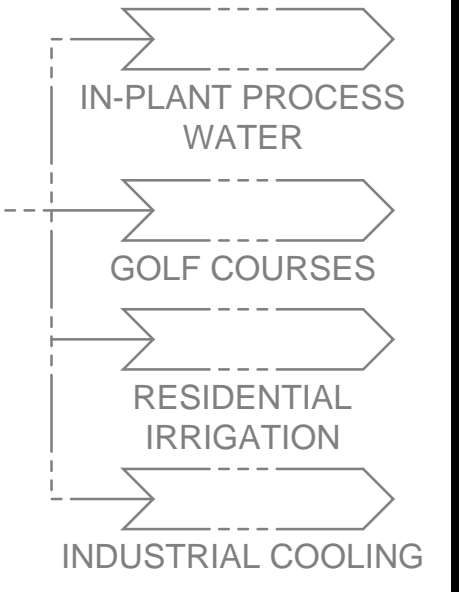 IN-PLANT PROCESS
WATER
GOLF COURSES
RESIDENTIAL
IRRIGATION
INDUSTRIAL COOLING